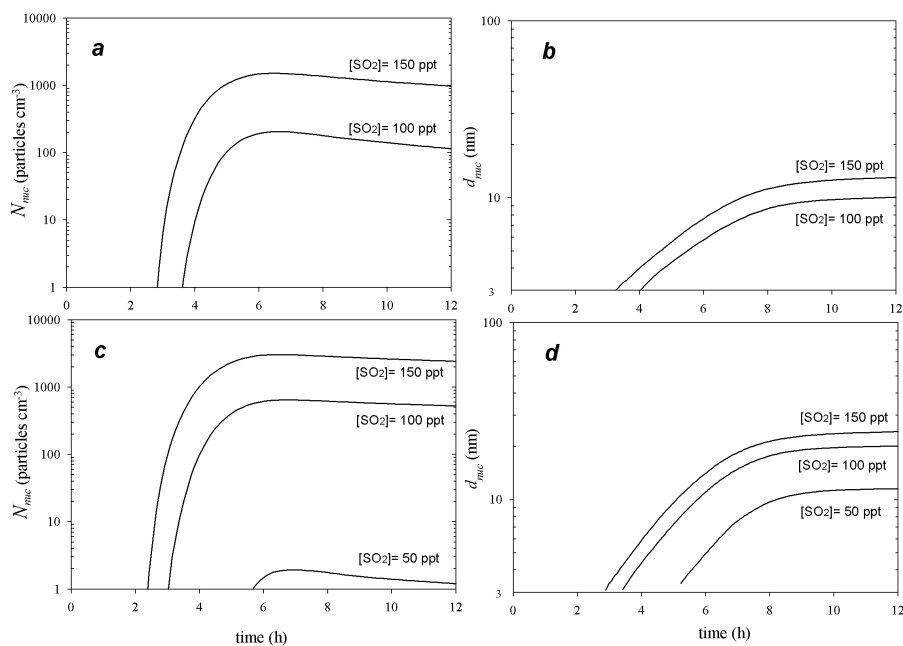 a
N_nuc (particles cm-3)
10000
1000
100
10
1
[SO2]= 150 ppt
[SO2]= 100 ppt
0 2 4 6 8 10 12
b
d_nuc (nm)
100
10
3
[SO2]= 150 ppt
[SO2]= 100 ppt
0 2 4 6 8 10 12
c
N_nuc (particles cm-3)
10000
1000
100
10
1
[SO2]= 150 ppt
[SO2]= 100 ppt
[SO2]= 50 ppt
0 2 4 6 8 10 12
time (h)
d
d_nuc (nm)
100
10
3
[SO2]= 150 ppt
[SO2]= 100 ppt
[SO2]= 50 ppt
0 2 4 6 8 10 12
time (h)